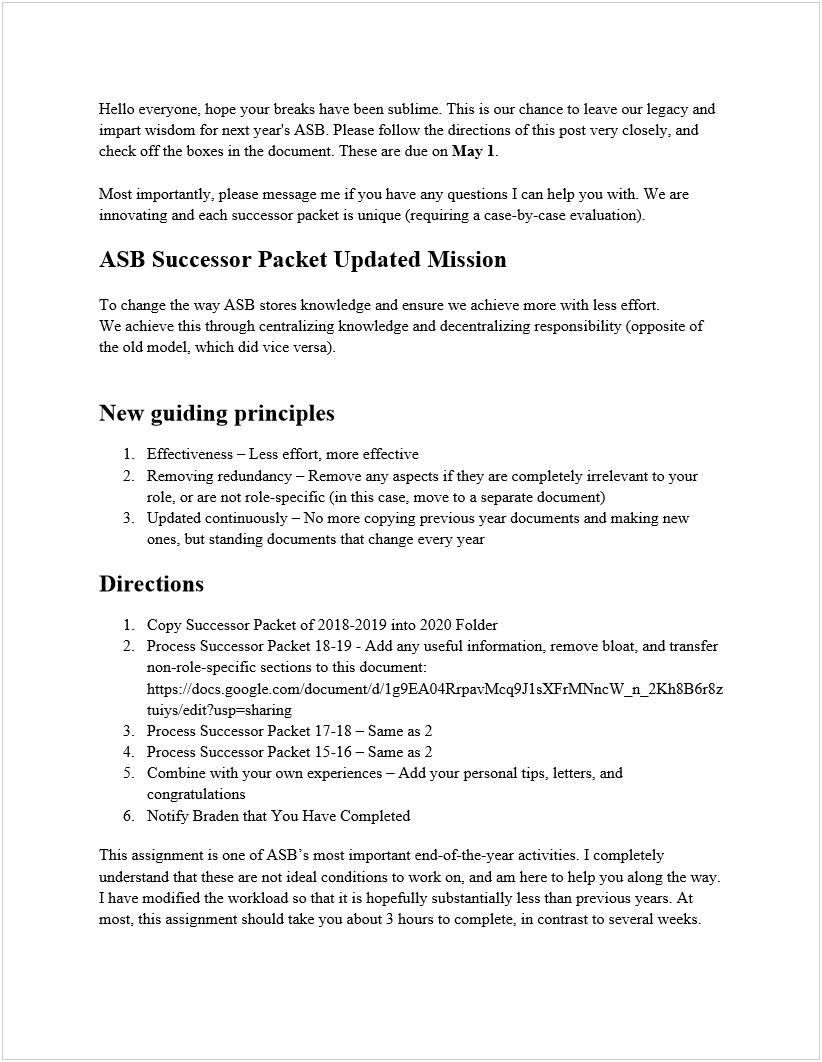 Hello everyone, hope your breaks have been sublime. This is our chance to leave our legacy and
impart wisdom for next year's ASB. Please follow the directions of this post very closely, and
check off the boxes in the document. These are due on May 1.
Most importantly, please message me if you have any questions I can help you with. We are
innovating and each successor packet is unique (requiring a case-by-case evaluation).
ASB Successor Packet Updated Mission
To change the way ASB stores knowledge and ensure we achieve more with less effort.
We achieve this through centralizing knowledge and decentralizing responsibility (opposite of
the old model, which did vice versa).
New guiding principles
1. Effectiveness – Less effort, more effective
2. Removing redundancy – Remove any aspects if they are completely irrelevant to your
role, or are not role-specific (in this case, move to a separate document)
3. Updated continuously – No more copying previous year documents and making new
ones, but standing documents that change every year
Directions
1. Copy Successor Packet of 2018-2019 into 2020 Folder
2. Process Successor Packet 18-19 - Add any useful information, remove bloat, and transfer
non-role-specific sections to this document:
https://docs.google.com/document/d/1g9EA04RrpavMcq9J1sXFrMNncW_n_2Kh8B6r8z
tuiys/edit?usp=sharing
3. Process Successor Packet 17-18 – Same as 2
4. Process Successor Packet 15-16 – Same as 2
5. Combine with your own experiences – Add your personal tips, letters, and
congratulations
6. Notify Braden that You Have Completed
This assignment is one of ASB’s most important end-of-the-year activities. I completely
understand that these are not ideal conditions to work on, and am here to help you along the way.
I have modified the workload so that it is hopefully substantially less than previous years. At
most, this assignment should take you about 3 hours to complete, in contrast to several weeks.